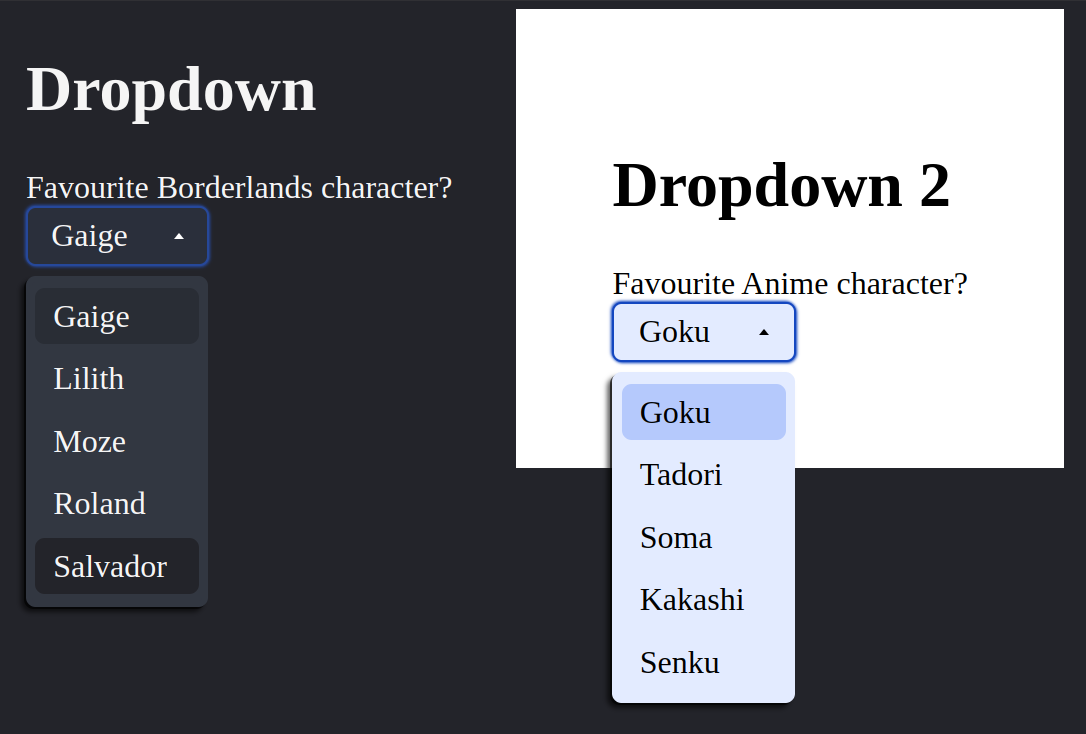 Dropdown
Favourite Borderlands character?
Gaige
Gaige
Lilith
Moze
Roland
Salvador
Dropdown 2
Favourite Anime character?
Goku
Goku
Tadori
Soma
Kakashi
Senku